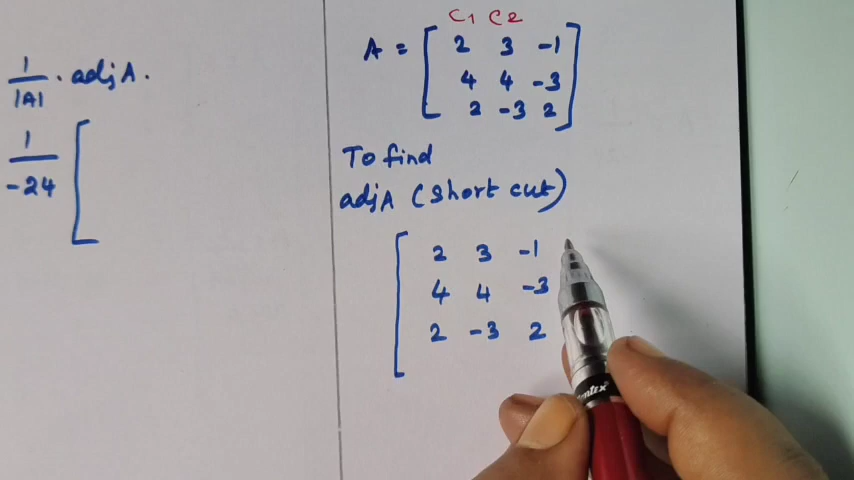 1/|A| . adj A.
1/-24 [
C1 C2
A = [ 2 3 -1
4 4 -3
2 -3 2 ]
To find
adjA (short cut)
[ 2 3 -1
4 4 -3
2 -3 2